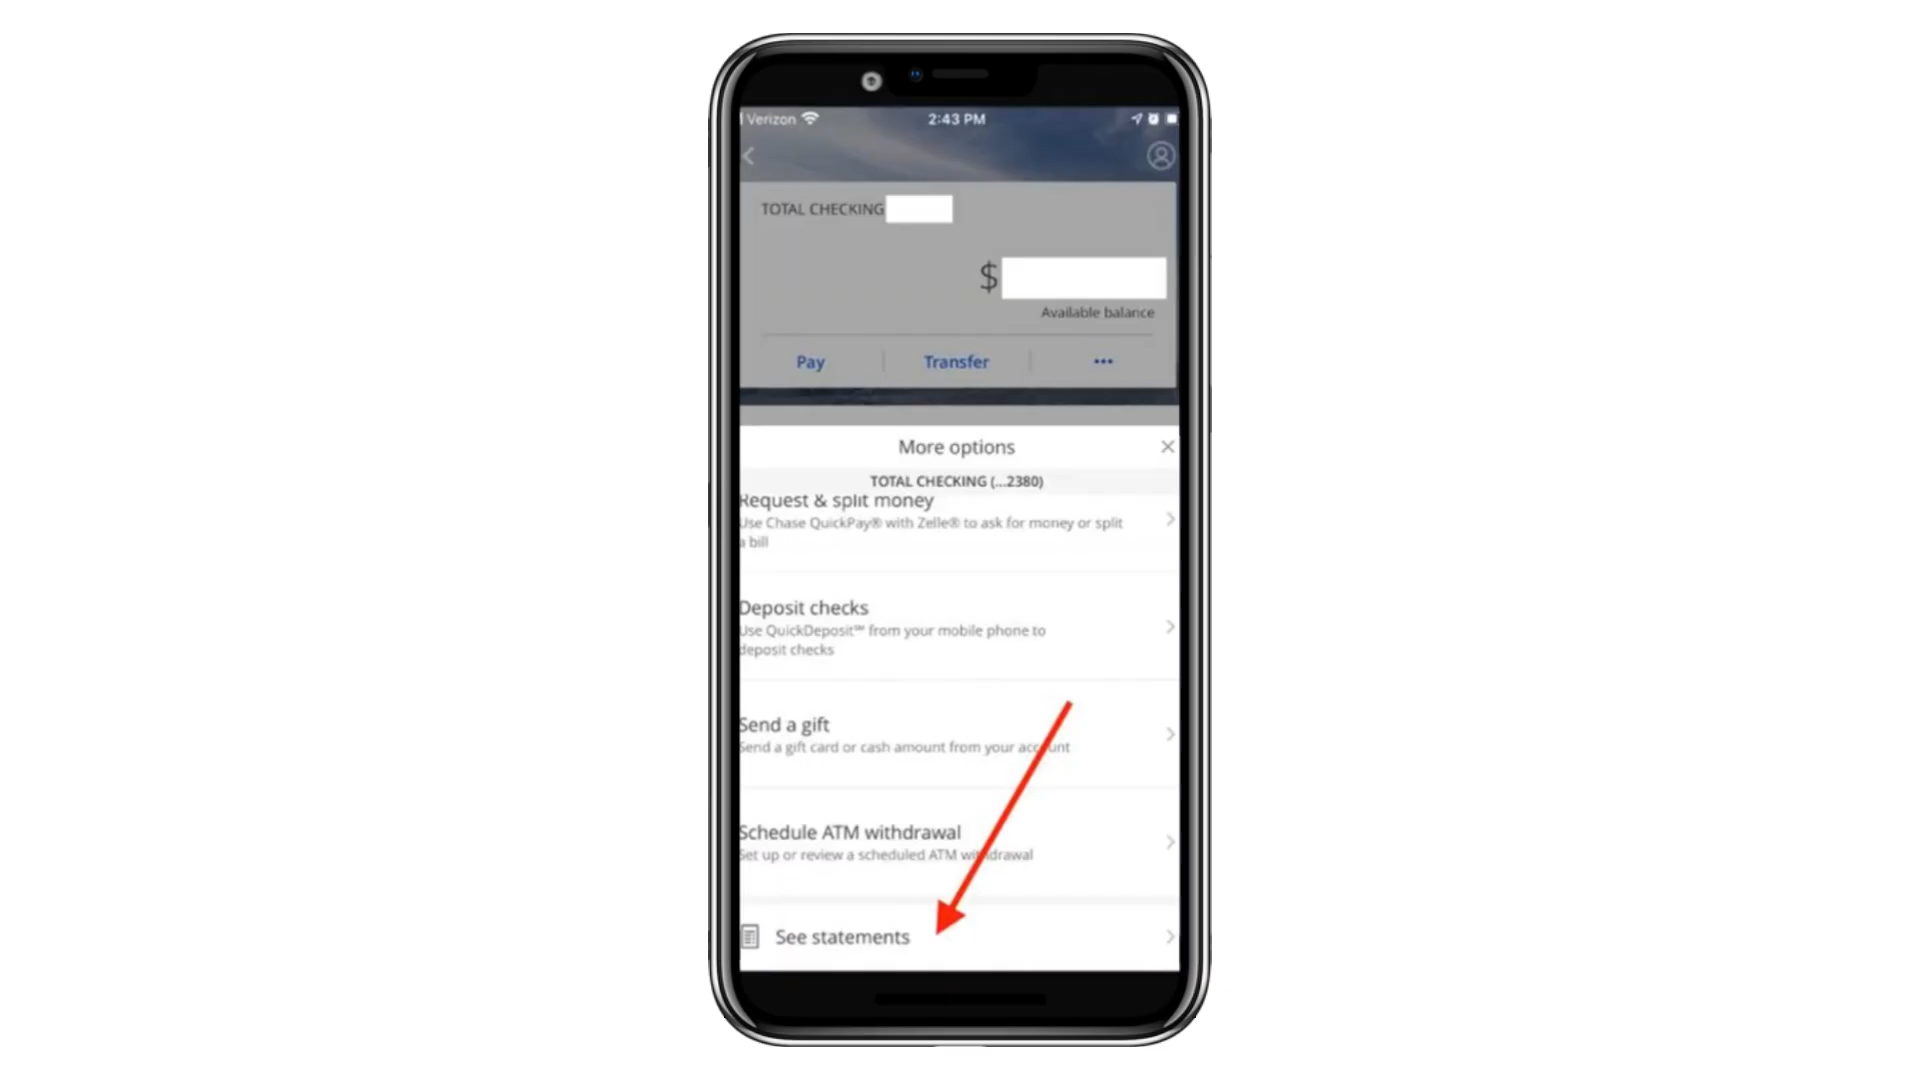 Verizon
2:43 PM
TOTAL CHECKING
$
Available balance
Pay
Transfer
More options
TOTAL CHECKING (...2380)
Request & split money
Use Chase QuickPay® with Zelle® to ask for money or split
a bill
Deposit checks
Use QuickDeposit℠ from your mobile phone to
deposit checks
Send a gift
Send a gift card or cash amount from your account
Schedule ATM withdrawal
Set up or review a scheduled ATM withdrawal
See statements